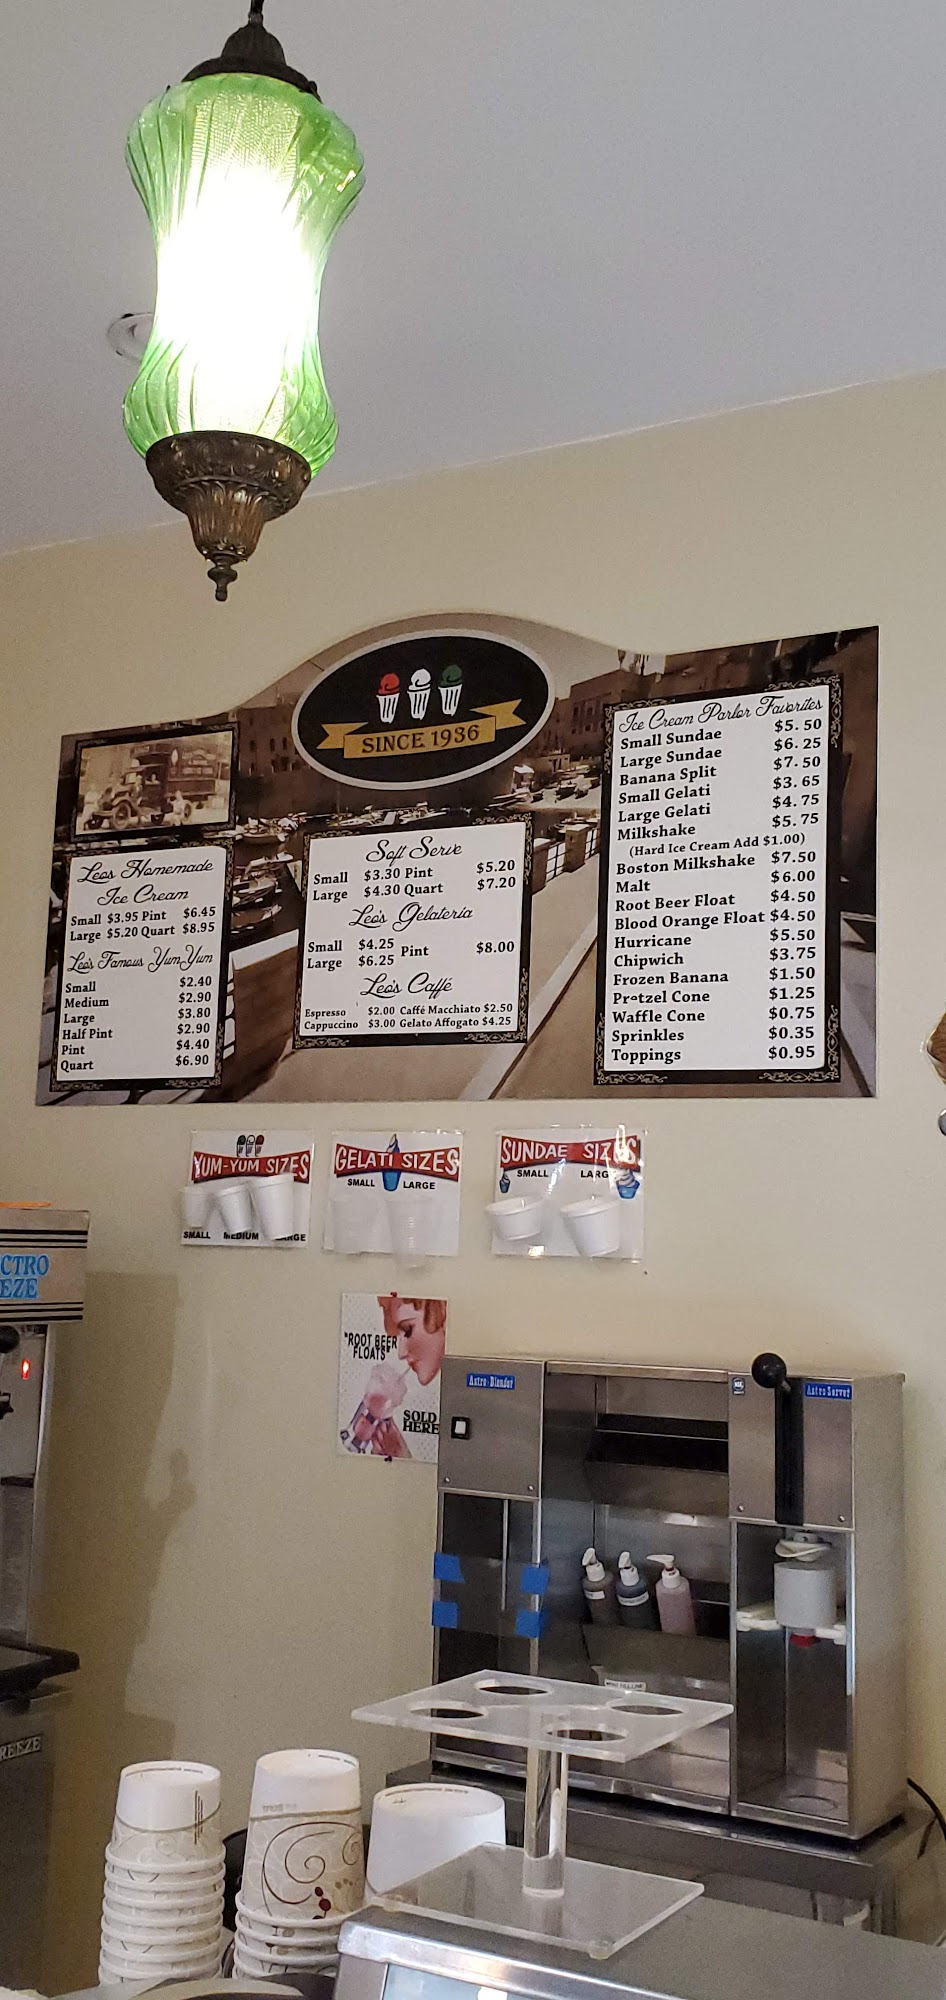 SINCE 1936
Leos Homemade
Ice Cream
Small $3.95 Pint $6.45
Large $5.20 Quart $8.95
Leo's Famous YumYum
Small $2.40
Medium $2.90
Large $3.80
Half Pint $2.90
Pint $4.40
Quart $6.90
Soft Serve
Small $3.30 Pint $5.20
Large $4.30 Quart $7.20
Leo's Gelateria
Small $4.25
Large $6.25 Pint $8.00
Leo's Caffé
Espresso $2.00 Caffé Macchiato $2.50
Cappuccino $3.00 Gelato Affogato $4.25
Ice Cream Parlor Favorites
Small Sundae $5.50
Large Sundae $6.25
Banana Split $7.50
Small Gelati $3.65
Large Gelati $4.75
Milkshake $5.75
(Hard Ice Cream Add $1.00)
Boston Milkshake $7.50
Malt $6.00
Root Beer Float $4.50
Blood Orange Float $4.50
Hurricane $5.50
Chipwich $3.75
Frozen Banana $1.50
Pretzel Cone $1.25
Waffle Cone $0.75
Sprinkles $0.35
Toppings $0.95
YUM-YUM SIZES
SMALL MEDIUM LARGE
GELATI SIZES
SMALL LARGE
SUNDAE SIZES
SMALL LARGE
CTRO
EZE
"ROOT BEER
FLOATS"
SOLD
HERE
Astro-Blender
Astro Server
REEZE